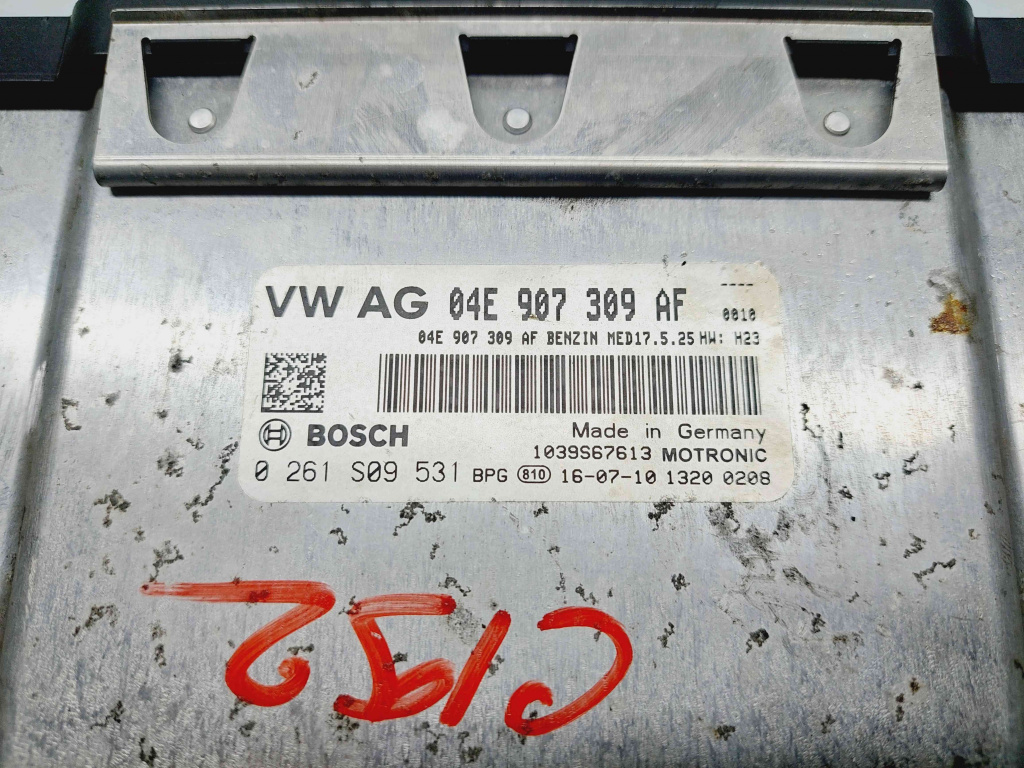 VW AG 04E 907 309 AF ----
0010
04E 907 309 AF BENZIN MED17.5.25 HW: H23
BOSCH
Made in Germany
1039S67613 MOTRONIC
0 261 S09 531 BPG 810 16-07-10 1320 0208